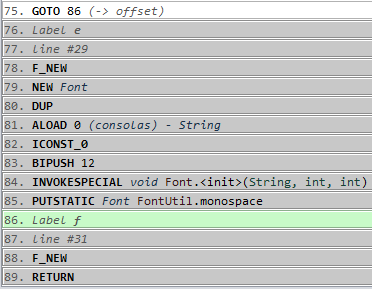 75. GOTO 86 (-> offset)
76. Label e
77. line #29
78. F_NEW
79. NEW Font
80. DUP
81. ALOAD 0 (consolas) - String
82. ICONST_0
83. BIPUSH 12
84. INVOKESPECIAL void Font.<init>(String, int, int)
85. PUTSTATIC Font FontUtil.monospace
86. Label f
87. line #31
88. F_NEW
89. RETURN